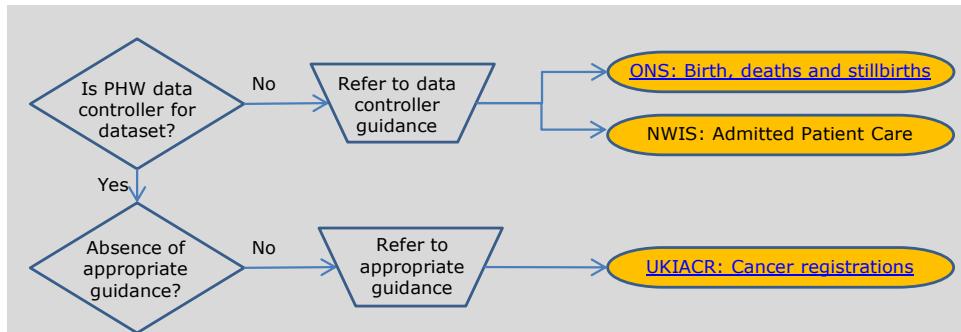 Is PHW data
controller for
dataset?
No
Refer to data
controller
guidance
ONS: Birth, deaths and stillbirths
NWIS: Admitted Patient Care
Yes
Absence of
appropriate
guidance?
No
Refer to
appropriate
guidance
UKIACR: Cancer registrations